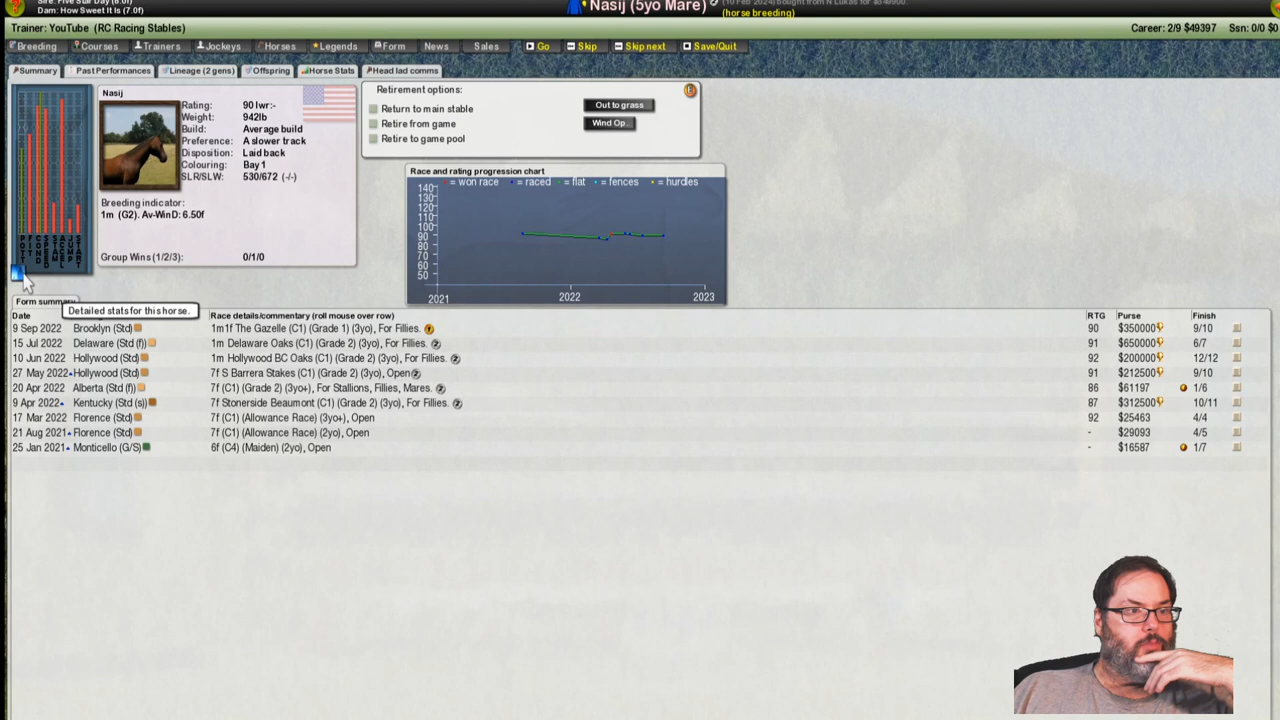 Sire: Five Star Day (8.0f)
Dam: How Sweet It Is (7.0f)
Nasij (5yo Mare)
(10 Feb 2024) bought from N Lukas for
(horse breeding)
Trainer: YouTube (RC Racing Stables)
Career: 2/9 $49397 Ssn: 0/0 $0
Breeding Courses Trainers Jockeys Horses Legends Form News Sales Go Skip Skip next Save/Quit
Summary Past Performances Lineage (2 gens) Offspring Horse Stats Head lad comms
Nasij
Rating: 90 lwr:-
Weight: 942lb
Build: Average build
Preference: A slower track
Disposition: Laid back
Colouring: Bay 1
SLR/SLW: 530/672 (-/-)
Breeding indicator:
1m (G2). Av-WinD: 6.50f
Group Wins (1/2/3): 0/1/0
Retirement options:
Return to main stable
Retire from game
Retire to game pool
Out to grass
Wind Op.
Race and rating progression chart
= won race = raced = flat = fences = hurdles
140
130
120
110
100
90
80
70
60
50
2021 2022 2023
Detailed stats for this horse.
Form summary
Date Race details/commentary (roll mouse over row) RTG Purse Finish
9 Sep 2022 Brooklyn (Std) 1m1f The Gazelle (C1) (Grade 1) (3yo), For Fillies. 90 $350000 9/10
15 Jul 2022 Delaware (Std (f)) 1m Delaware Oaks (C1) (Grade 2) (3yo), For Fillies. 91 $650000 6/7
10 Jun 2022 Hollywood (Std) 1m Hollywood BC Oaks (C1) (Grade 2) (3yo), For Fillies. 92 $200000 12/12
27 May 2022 Hollywood (Std) 7f S Barrera Stakes (C1) (Grade 2) (3yo), Open 91 $212500 9/10
20 Apr 2022 Alberta (Std (f)) 7f (C1) (Grade 2) (3yo+), For Stallions, Fillies, Mares. 86 $61197 1/6
9 Apr 2022 Kentucky (Std (s)) 7f Stonerside Beaumont (C1) (Grade 2) (3yo), For Fillies. 87 $312500 10/11
17 Mar 2022 Florence (Std) 7f (C1) (Allowance Race) (3yo+), Open 92 $25463 4/4
21 Aug 2021 Florence (Std) 7f (C1) (Allowance Race) (2yo), Open - $29093 4/5
25 Jan 2021 Monticello (G/S) 6f (C4) (Maiden) (2yo), Open - $16587 1/7